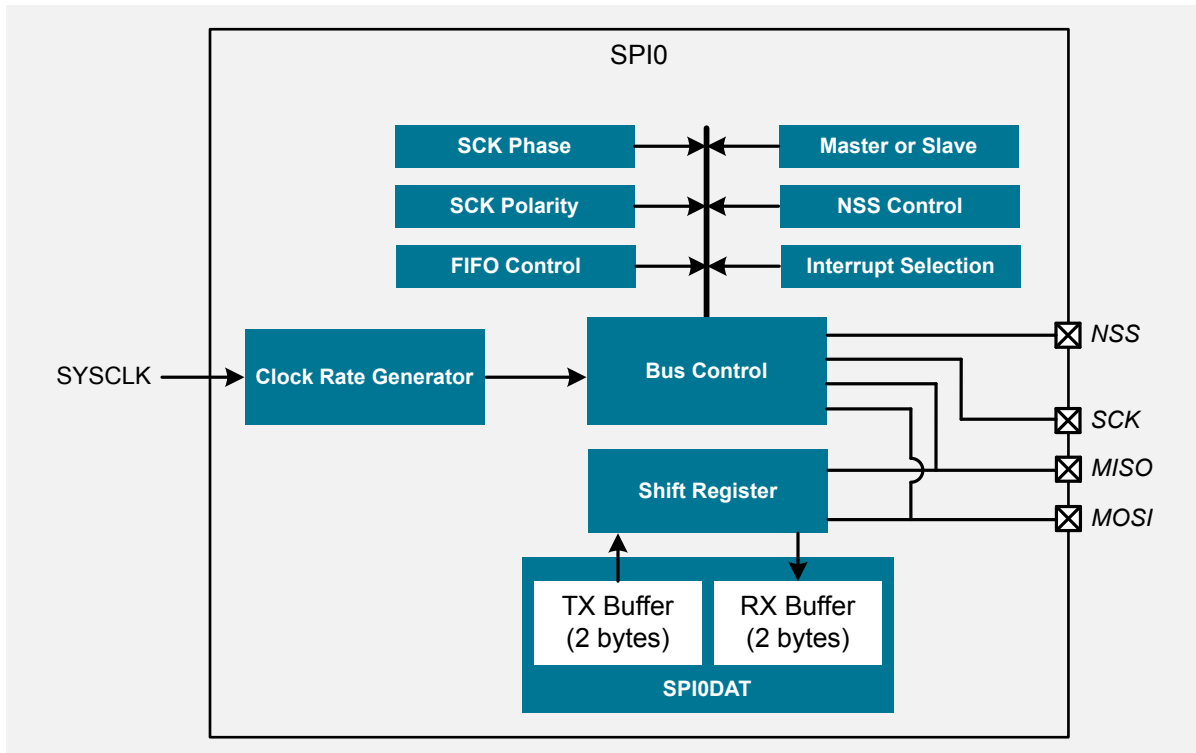 SPI0
SCK Phase
Master or Slave
SCK Polarity
NSS Control
FIFO Control
Interrupt Selection
SYSCLK
Clock Rate Generator
Bus Control
NSS
SCK
Shift Register
MISO
MOSI
TX Buffer
(2 bytes)
RX Buffer
(2 bytes)
SPI0DAT